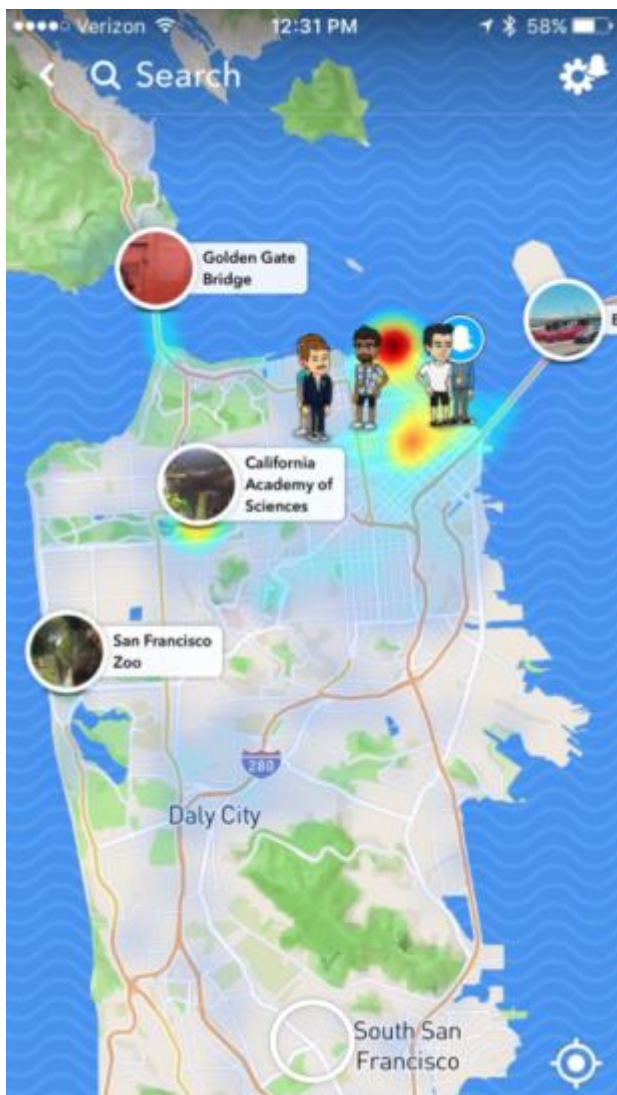 Verizon 12:31 PM 58%
Search
Golden Gate
Bridge
California
Academy of
Sciences
San Francisco
Zoo
280
Daly City
South San
Francisco